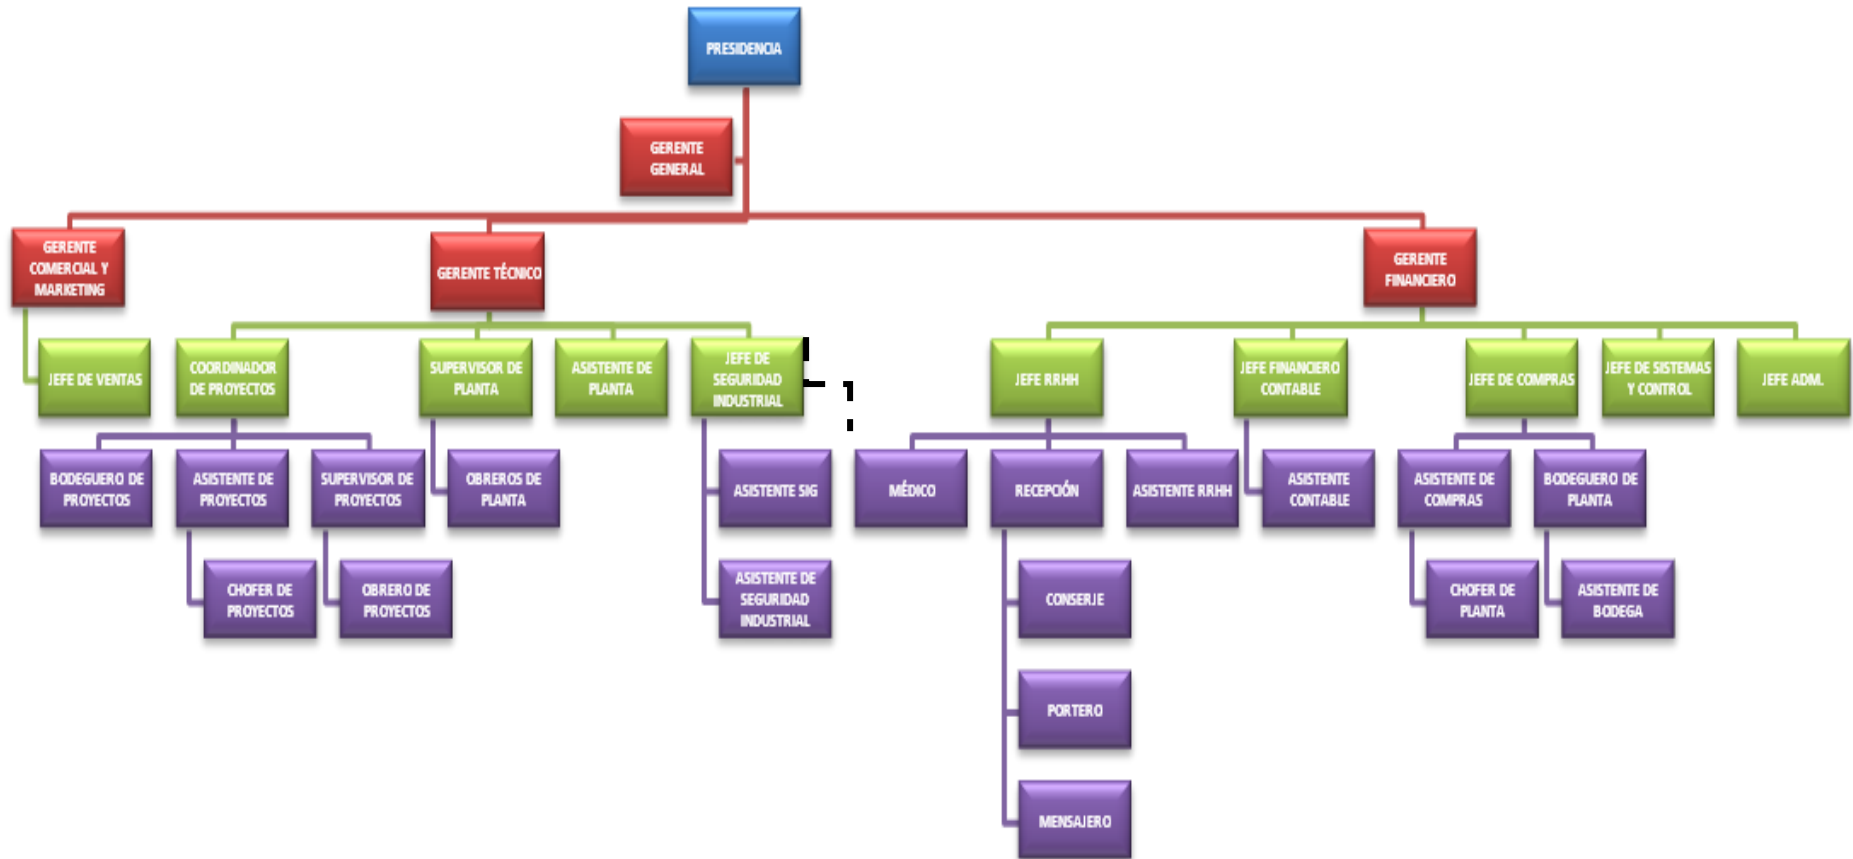 PRESIDENCIA
GERENTE
GENERAL
GERENTE
COMERCIAL Y
MARKETING
GERENTE TÉCNICO
GERENTE
FINANCIERO
JEFE DE VENTAS
COORDINADOR
DE PROYECTOS
SUPERVISOR DE
PLANTA
ASISTENTE DE
PLANTA
JEFE DE
SEGURIDAD
INDUSTRIAL
JEFE RRHH
JEFE FINANCIERO
CONTABLE
JEFE DE COMPRAS
JEFE DE SISTEMAS
Y CONTROL
JEFE ADM.
BODEGUERO DE
PROYECTOS
ASISTENTE DE
PROYECTOS
SUPERVISOR DE
PROYECTOS
OBREROS DE
PLANTA
ASISTENTE SIG
MÉDICO
RECEPCIÓN
ASISTENTE RRHH
ASISTENTE
CONTABLE
ASISTENTE DE
COMPRAS
BODEGUERO DE
PLANTA
CHOFER DE
PROYECTOS
OBRERO DE
PROYECTOS
ASISTENTE DE
SEGURIDAD
INDUSTRIAL
CONSERJE
CHOFER DE
PLANTA
ASISTENTE DE
BODEGA
PORTERO
MENSAJERO